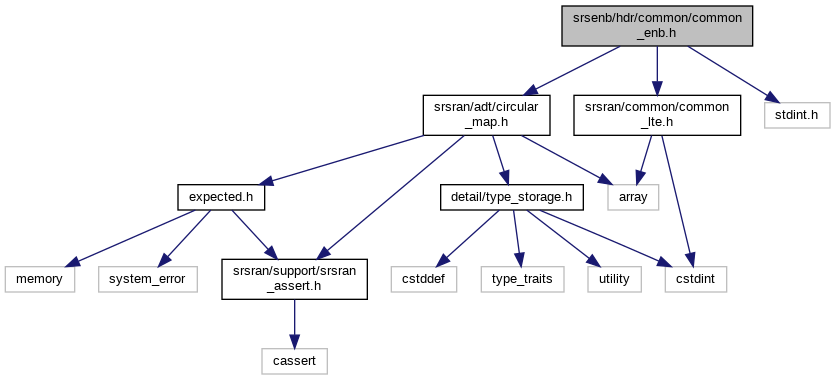 srsenb/hdr/common/common
_enb.h
srsran/adt/circular
_map.h
srsran/common/common
_lte.h
stdint.h
expected.h
detail/type_storage.h
array
memory
system_error
srsran/support/srsran
_assert.h
cstddef
type_traits
utility
cstdint
cassert